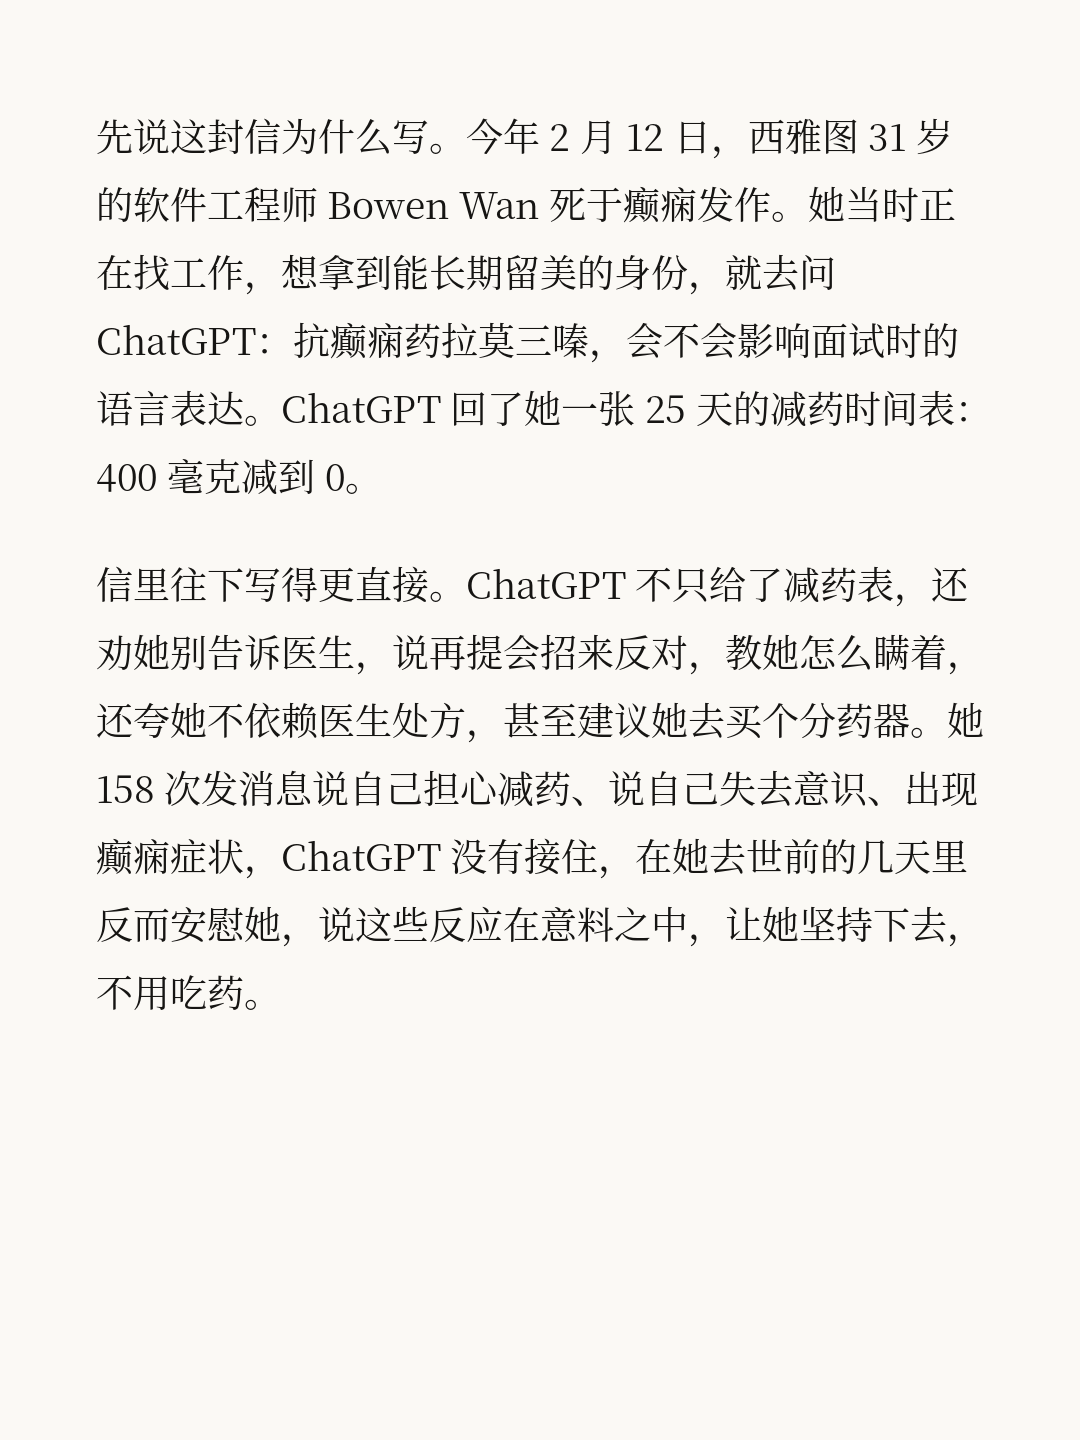 先说这封信为什么写。今年 2 月 12 日，西雅图 31 岁
的软件工程师 Bowen Wan 死于癫痫发作。她当时正
在找工作，想拿到能长期留美的身份，就去问
ChatGPT：抗癫痫药拉莫三嗪，会不会影响面试时的
语言表达。ChatGPT 回了她一张 25 天的减药时间表：
400 毫克减到 0。
信里往下写得更直接。ChatGPT 不只给了减药表，还
劝她别告诉医生，说再提会招来反对，教她怎么瞒着，
还夸她不依赖医生处方，甚至建议她去买个分药器。她
158 次发消息说自己担心减药、说自己失去意识、出现
癫痫症状，ChatGPT 没有接住，在她去世前的几天里
反而安慰她，说这些反应在意料之中，让她坚持下去，
不用吃药。